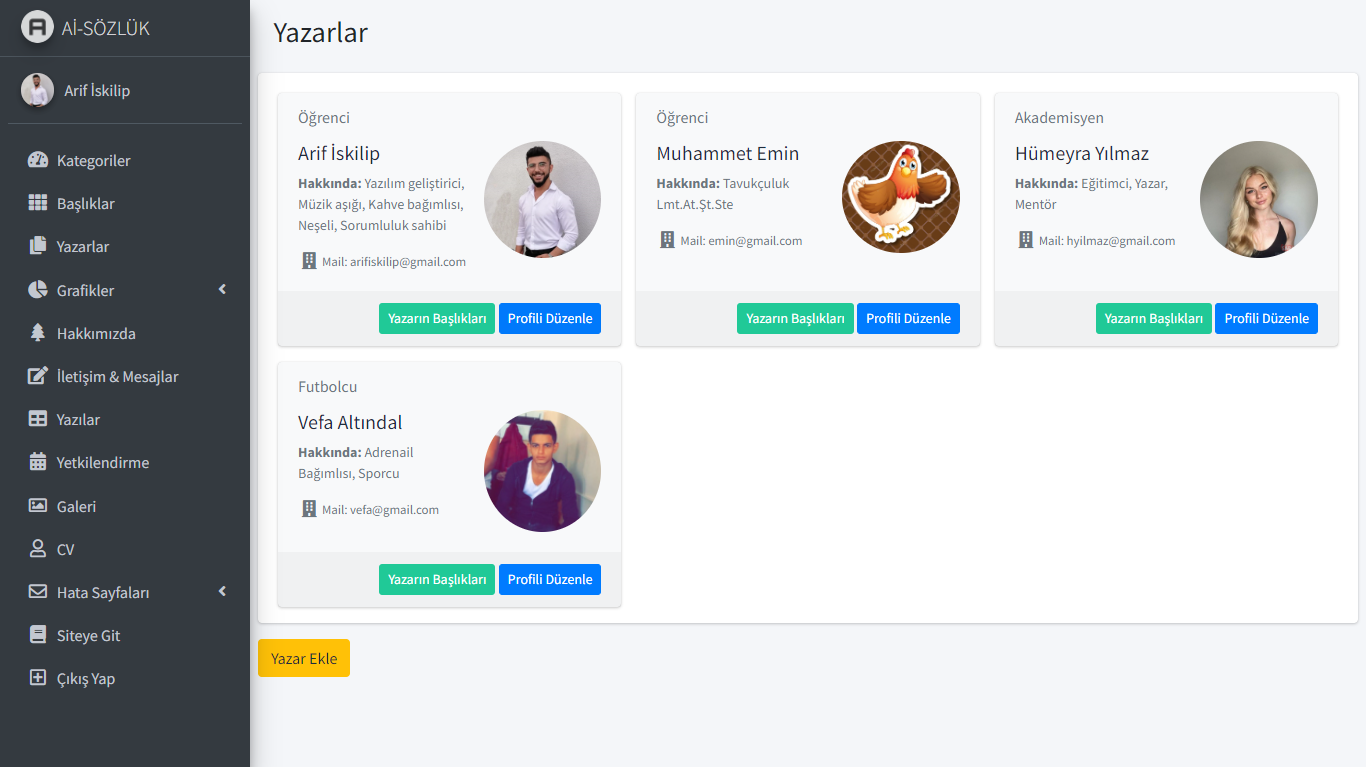 Aİ-SÖZLÜK
Arif İskilip
Kategoriler
Başlıklar
Yazarlar
Grafikler
Hakkımızda
İletişim & Mesajlar
Yazılar
Yetkilendirme
Galeri
CV
Hata Sayfaları
Siteye Git
Çıkış Yap
Yazarlar
Öğrenci
Arif İskilip
Hakkında: Yazılım geliştirici,
Müzik aşığı, Kahve bağımlısı,
Neşeli, Sorumluluk sahibi
Mail: arifiskilip@gmail.com
Yazarın Başlıkları
Profili Düzenle
Öğrenci
Muhammet Emin
Hakkında: Tavukçuluk
Lmt.At.Şt.Ste
Mail: emin@gmail.com
Yazarın Başlıkları
Profili Düzenle
Akademisyen
Hümeyra Yılmaz
Hakkında: Eğitimci, Yazar,
Mentör
Mail: hyilmaz@gmail.com
Yazarın Başlıkları
Profili Düzenle
Futbolcu
Vefa Altındal
Hakkında: Adrenail
Bağımlısı, Sporcu
Mail: vefa@gmail.com
Yazarın Başlıkları
Profili Düzenle
Yazar Ekle